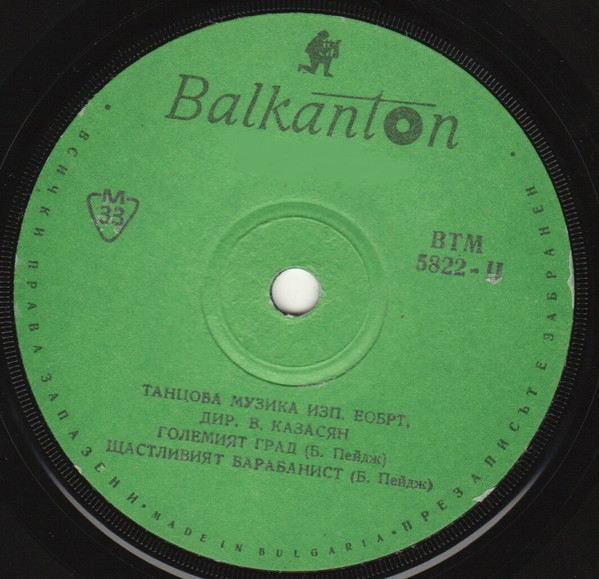 Balkanton
М
33
ВТМ
5822-Ц
ТАНЦОВА МУЗИКА ИЗП. ЕОБРТ,
ДИР. В. КАЗАСЯН
ГОЛЕМИЯТ ГРАД (Б. Пейдж)
ЩАСТЛИВИЯТ БАРАБАНИСТ (Б. Пейдж)
• ВСИЧКИ ПРАВА ЗАПАЗЕНИ • MADE IN BULGARIA • ПРЕЗАПИСЪТ Е ЗАБРАНЕН •